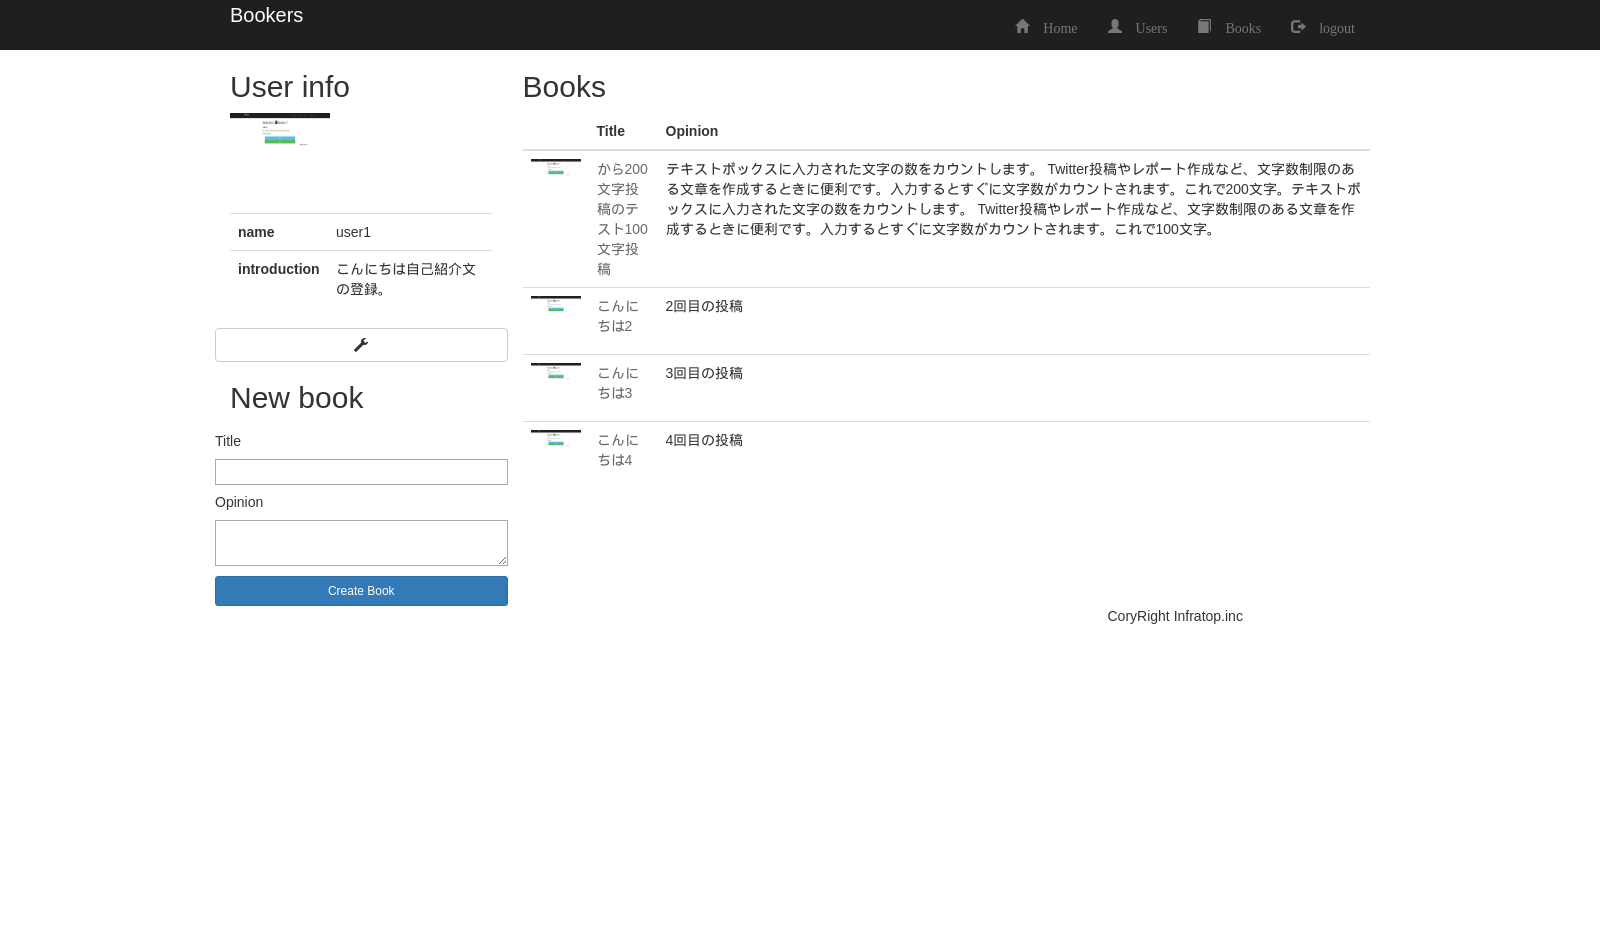 Bookers
Home
Users
Books
logout
User info
name
user1
introduction
こんにちは自己紹介文
の登録。
New book
Title
Opinion
Create Book
Books
Title
Opinion
から200
文字投
稿のテ
スト100
文字投
稿
テキストボックスに入力された文字の数をカウントします。 Twitter投稿やレポート作成など、文字数制限のあ
る文章を作成するときに便利です。入力するとすぐに文字数がカウントされます。これで200文字。テキストボ
ックスに入力された文字の数をカウントします。 Twitter投稿やレポート作成など、文字数制限のある文章を作
成するときに便利です。入力するとすぐに文字数がカウントされます。これで100文字。
こんに
ちは2
2回目の投稿
こんに
ちは3
3回目の投稿
こんに
ちは4
4回目の投稿
CoryRight Infratop.inc